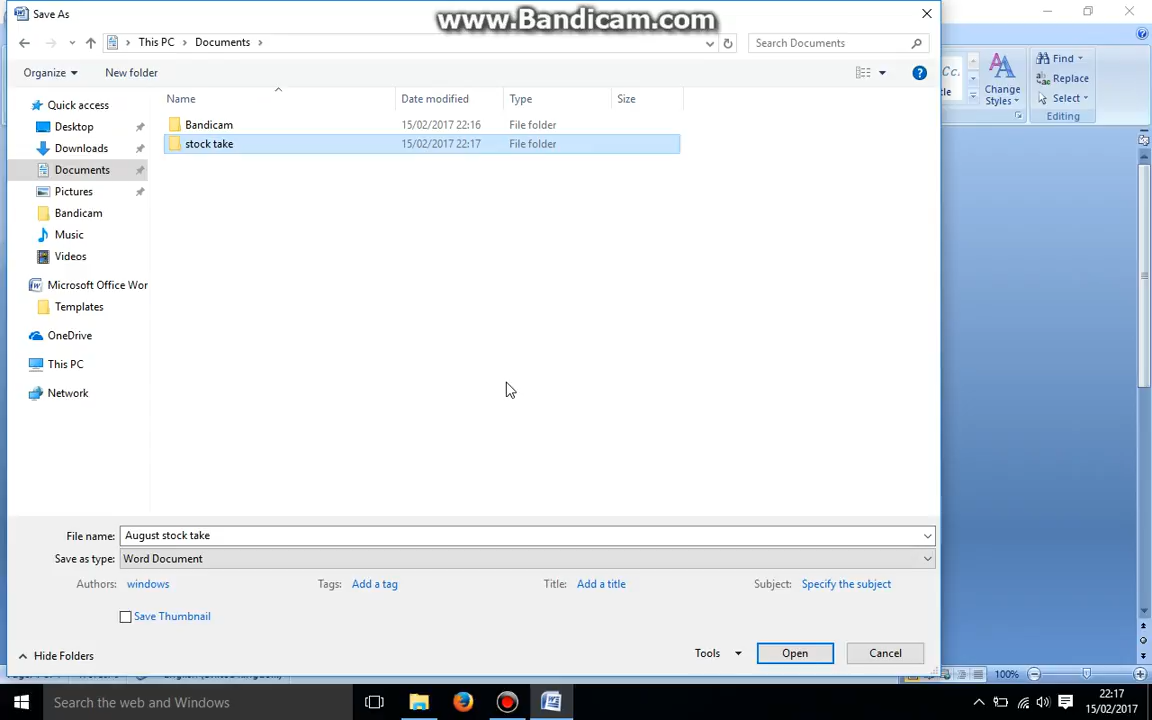 Save As
www.Bandicam.com
This PC
Documents
Search Documents
Organize
New folder
Name
Date modified
Type
Size
Quick access
Desktop
Downloads
Documents
Pictures
Bandicam
Music
Videos
Microsoft Office Wor
Templates
OneDrive
This PC
Network
Bandicam 15/02/2017 22:16 File folder
stock take 15/02/2017 22:17 File folder
Cc.
tle
Change
Styles
Find
Replace
Select
Editing
File name: August stock take
Save as type: Word Document
Authors: windows
Tags: Add a tag
Title: Add a title
Subject: Specify the subject
Save Thumbnail
Hide Folders
Tools
Open
Cancel
100%
Search the web and Windows
22:17
15/02/2017